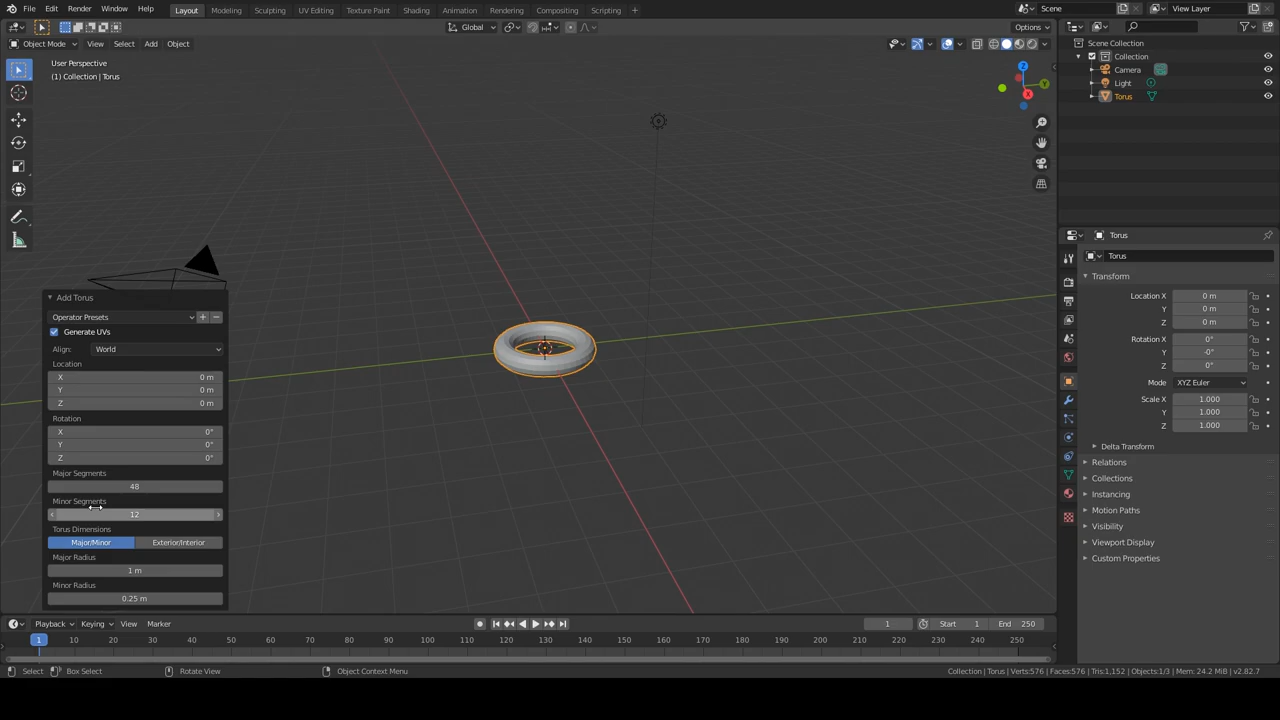 File Edit Render Window Help Layout Modeling Sculpting UV Editing Texture Paint Shading Animation Rendering Compositing Scripting + Scene View Layer
Global Options
Object Mode View Select Add Object
User Perspective
(1) Collection | Torus
Z
Y
X
Scene Collection
Collection
Camera
Light
Torus
Torus
Torus
Transform
Location X 0 m
Y 0 m
Z 0 m
Rotation X 0°
Y -0°
Z 0°
Mode XYZ Euler
Scale X 1.000
Y 1.000
Z 1.000
Delta Transform
Relations
Collections
Instancing
Motion Paths
Visibility
Viewport Display
Custom Properties
Add Torus
Operator Presets
Generate UVs
Align: World
Location
X 0 m
Y 0 m
Z 0 m
Rotation
X 0°
Y 0°
Z 0°
Major Segments
48
Minor Segments
12
Torus Dimensions
Major/Minor Exterior/Interior
Major Radius
1 m
Minor Radius
0.25 m
Playback Keying View Marker 1 Start 1 End 250
1 10 20 30 40 50 60 70 80 90 100 110 120 130 140 150 160 170 180 190 200 210 220 230 240 250
Select Box Select Rotate View Object Context Menu Collection | Torus | Verts:576 | Faces:576 | Tris:1,152 | Objects:1/3 | Mem: 24.2 MiB | v2.82.7